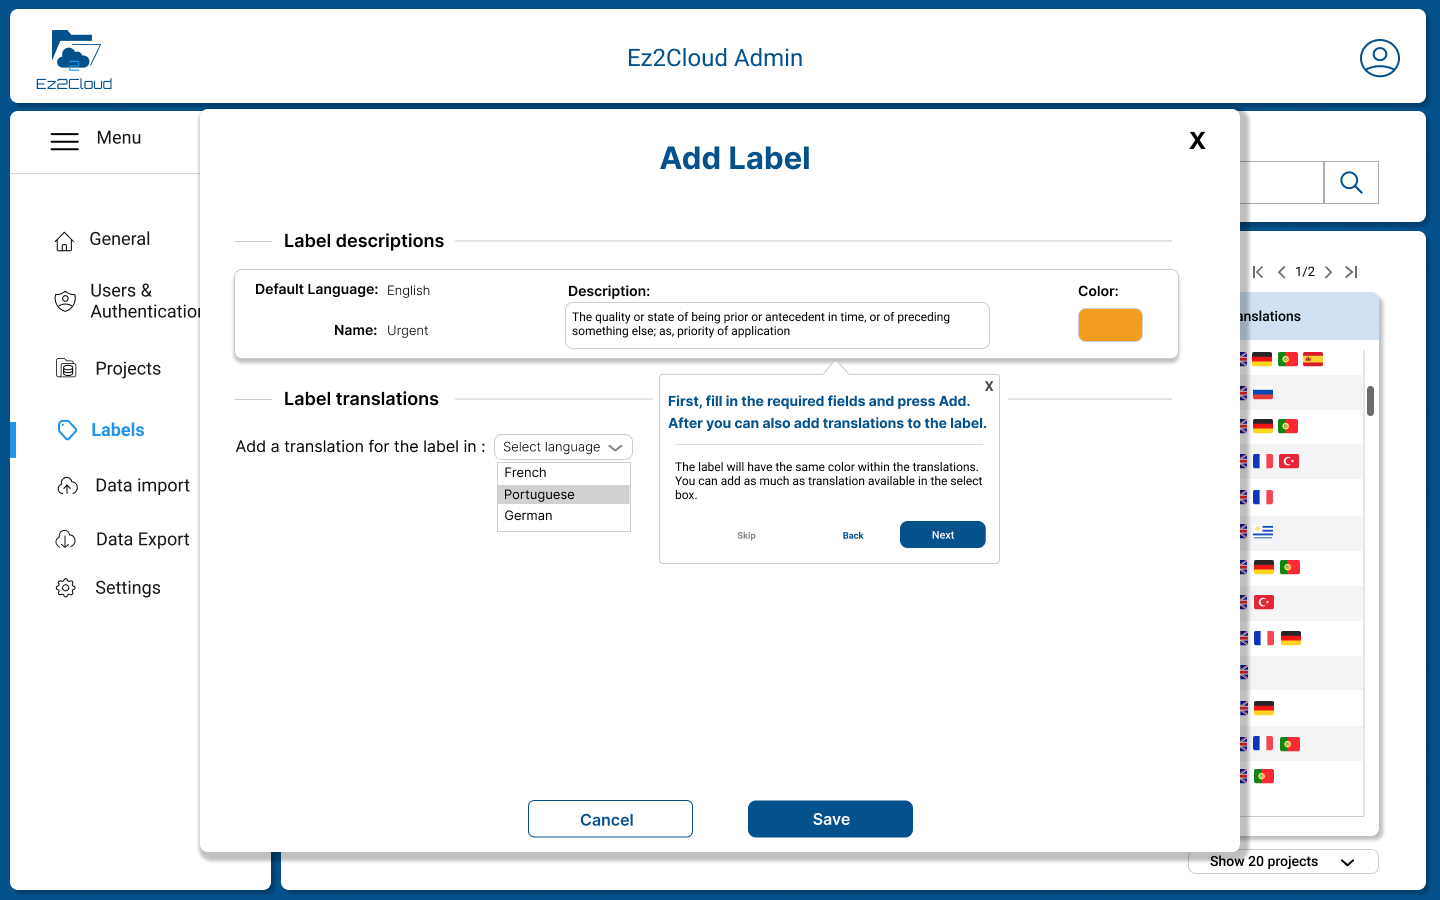 Ez2Cloud
Ez2Cloud Admin
Menu
General
Users &
Authentication
Projects
Labels
Data import
Data Export
Settings
Add Label
X
Label descriptions
Default Language: English
Name: Urgent
Description:
The quality or state of being prior or antecedent in time, or of preceding
something else; as, priority of application
Color:
Label translations
Add a translation for the label in :
Select language
French
Portuguese
German
X
First, fill in the required fields and press Add.
After you can also add translations to the label.
The label will have the same color within the translations.
You can add as much as translation available in the select
box.
Skip
Back
Next
Cancel
Save
1/2
anslations
Show 20 projects